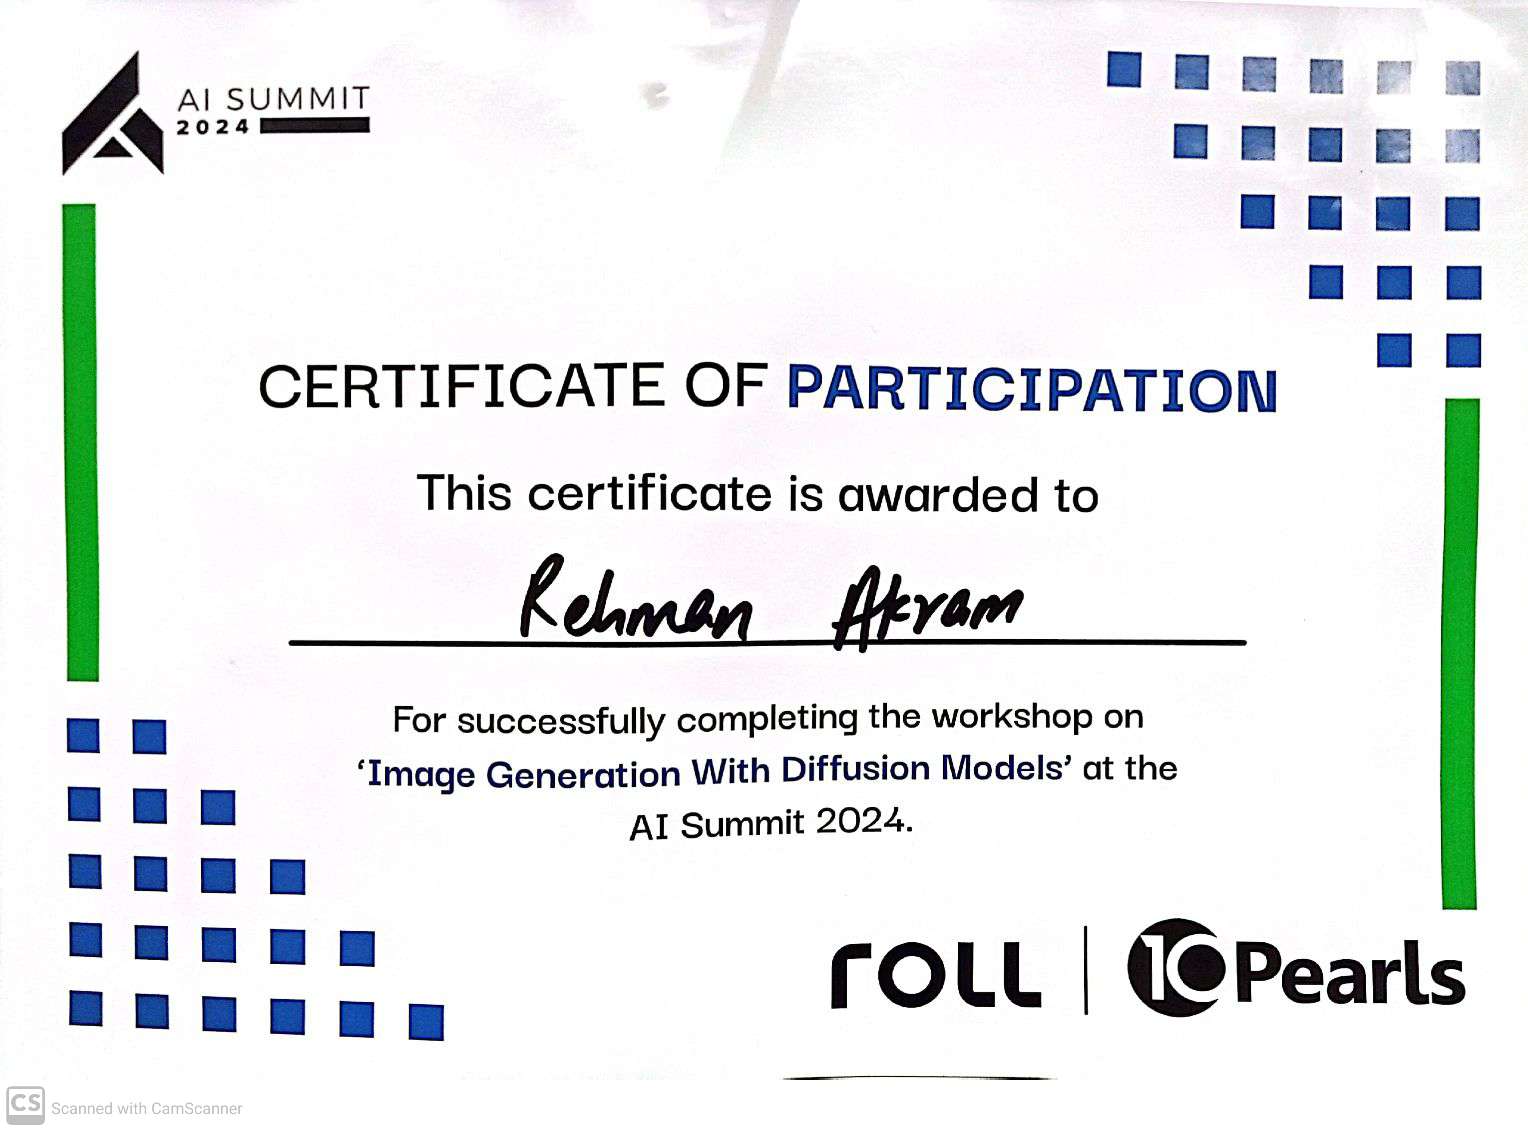 AI SUMMIT
2024
CERTIFICATE OF PARTICIPATION
This certificate is awarded to
Rehman Akram
For successfully completing the workshop on
‘Image Generation With Diffusion Models’ at the
AI Summit 2024.
roll
10Pearls
CS Scanned with CamScanner